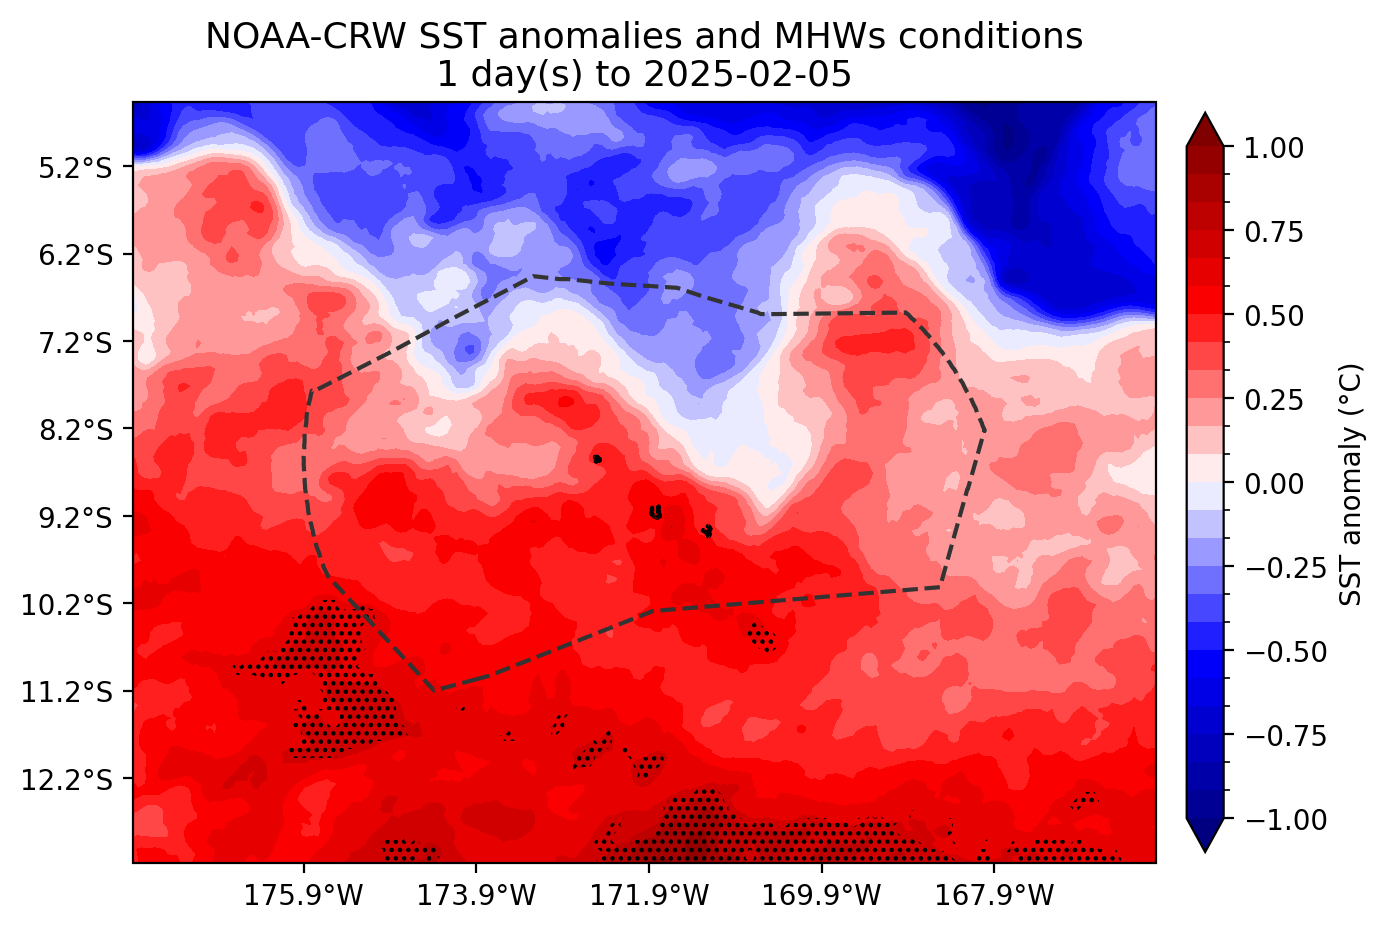 NOAA-CRW SST anomalies and MHWs conditions
1 day(s) to 2025-02-05
5.2°S
6.2°S
7.2°S
8.2°S
9.2°S
10.2°S
11.2°S
12.2°S
175.9°W
173.9°W
171.9°W
169.9°W
167.9°W
1.00
0.75
0.50
0.25
0.00
−0.25
−0.50
−0.75
−1.00
SST anomaly (°C)